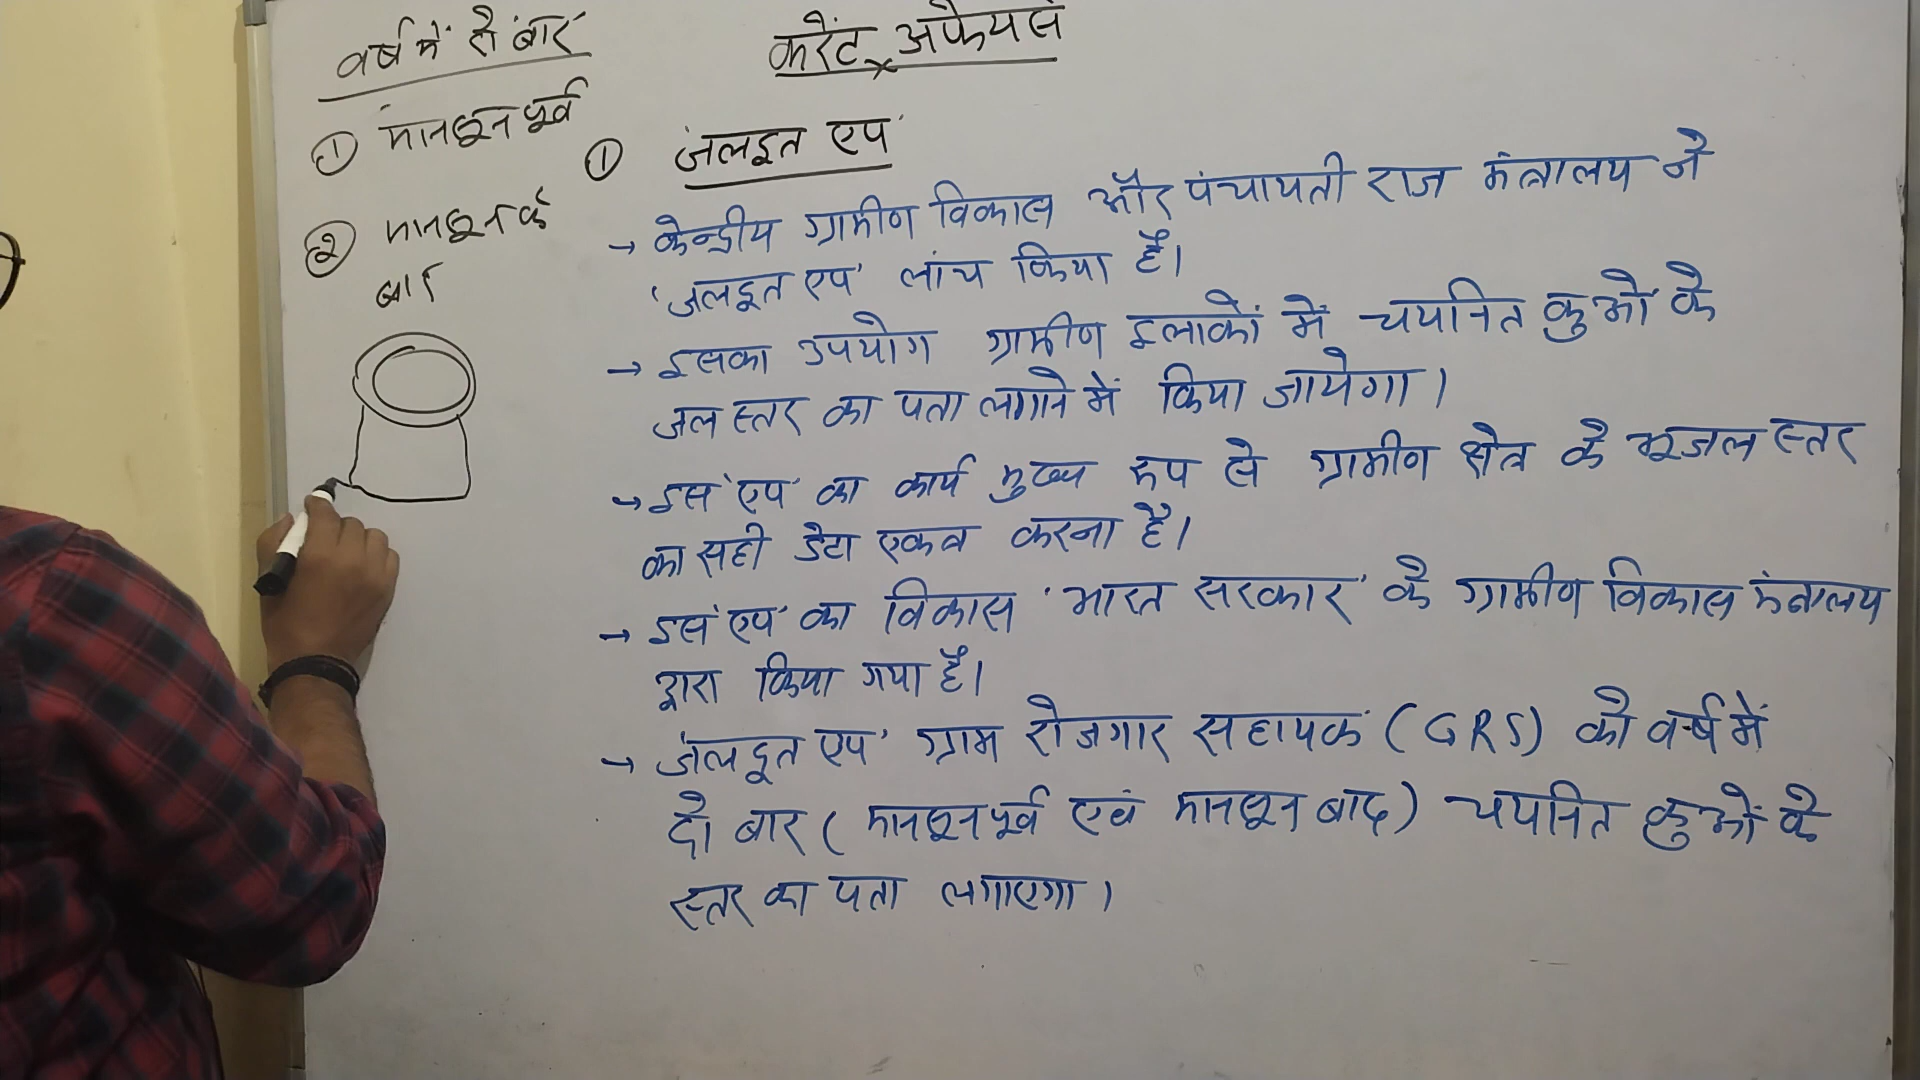 वर्ष में दो बार
① मानसून पूर्व
② मानसून के
बाद
करेंट अफेयर्स
① 'जलदूत एप'
→ केन्द्रीय ग्रामीण विकास और पंचायती राज मंत्रालय ने
'जलदूत एप' लांच किया है।
→ इसका उपयोग ग्रामीण इलाकों में चयनित कुओं के
जल स्तर का पता लगाने में किया जायेगा।
→ इस 'एप' का कार्य मुख्य रूप से ग्रामीण क्षेत्र के भूजल स्तर
का सही डेटा एकत्र करना है।
→ इस 'एप' का विकास 'भारत सरकार' के ग्रामीण विकास मंत्रालय
द्वारा किया गया है।
→ 'जलदूत एप' ग्राम रोजगार सहायक (GRS) को वर्ष में
दो बार (मानसून पूर्व एवं मानसून बाद) चयनित कुओं के
स्तर का पता लगाएगा।